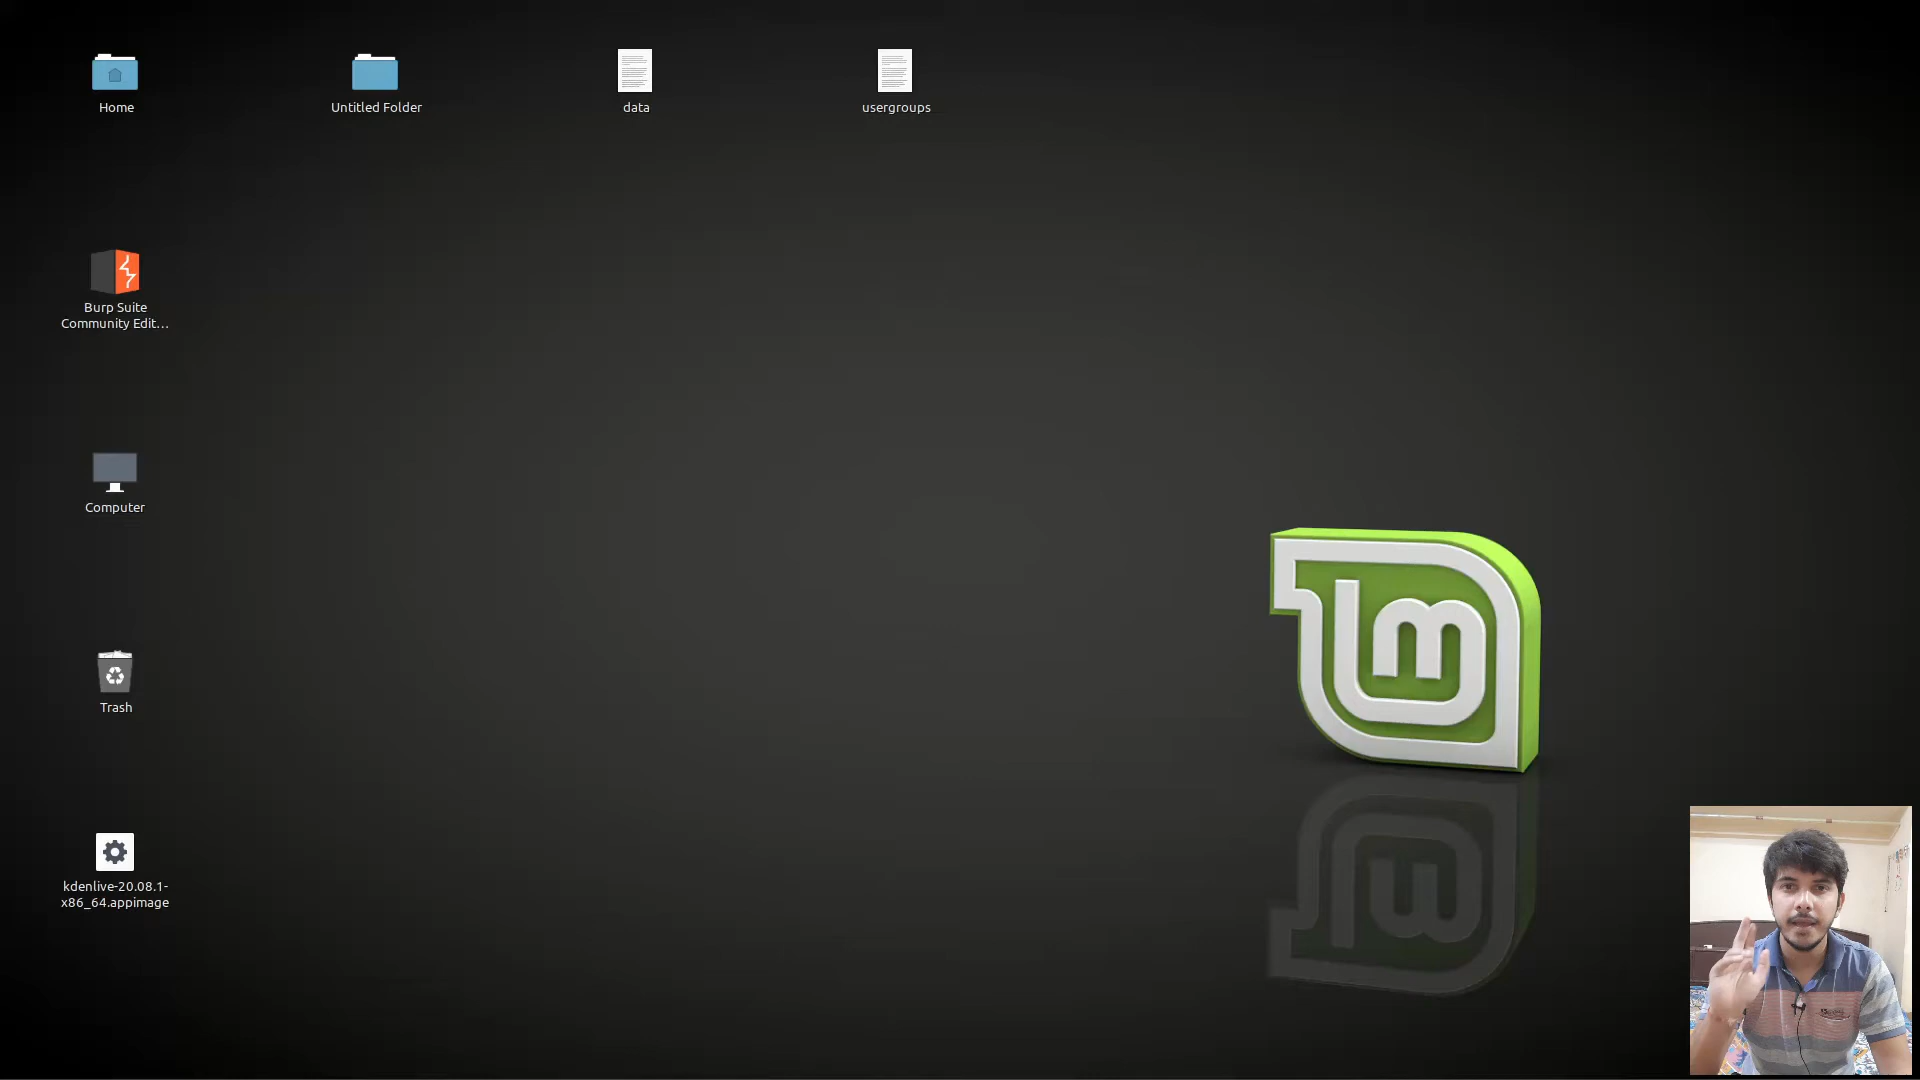 Home
Untitled Folder
data
usergroups
Burp Suite
Community Edit...
Computer
Trash
kdenlive-20.08.1-
x86_64.appimage